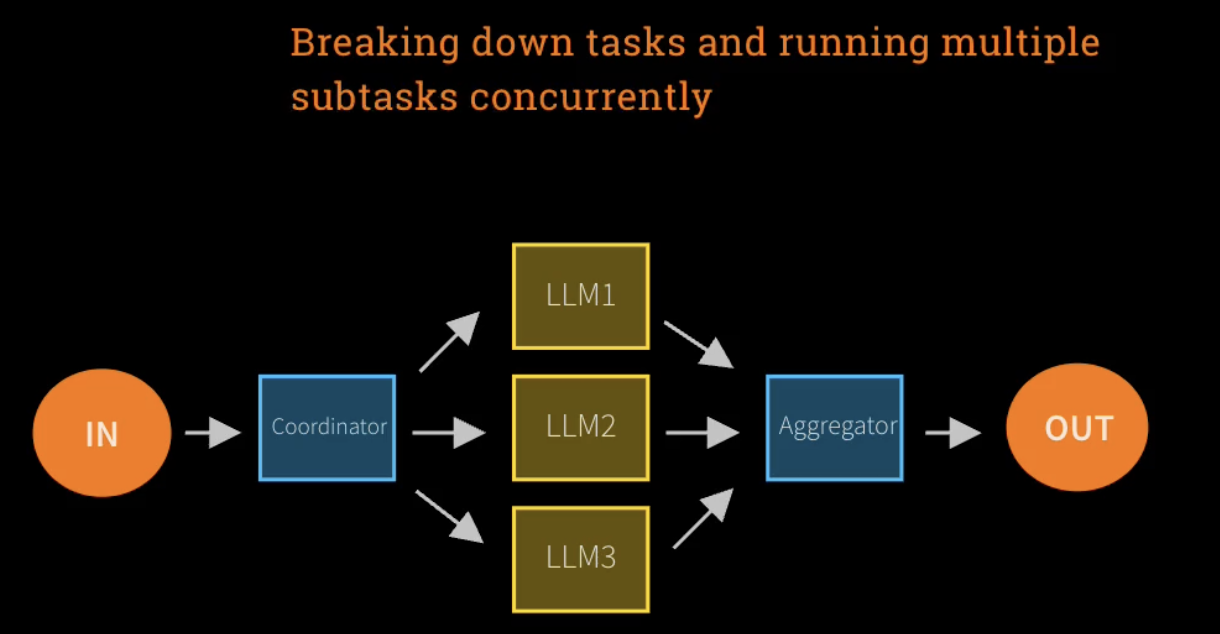 Breaking down tasks and running multiple
subtasks concurrently
IN
Coordinator
LLM1
LLM2
LLM3
Aggregator
OUT